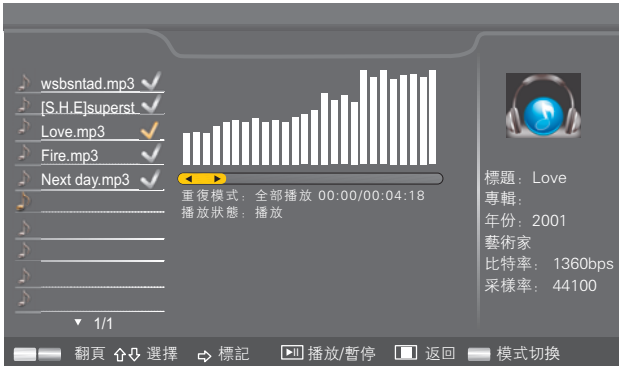 wsbsntad.mp3
[S.H.E]superst
Love.mp3
Fire.mp3
Next day.mp3
1/1
重復模式：全部播放 00:00/00:04:18
播放狀態：播放
標題：Love
專輯：
年份：2001
藝術家
比特率： 1360bps
采樣率： 44100
翻頁 選擇 標記 播放/暫停 返回 模式切換